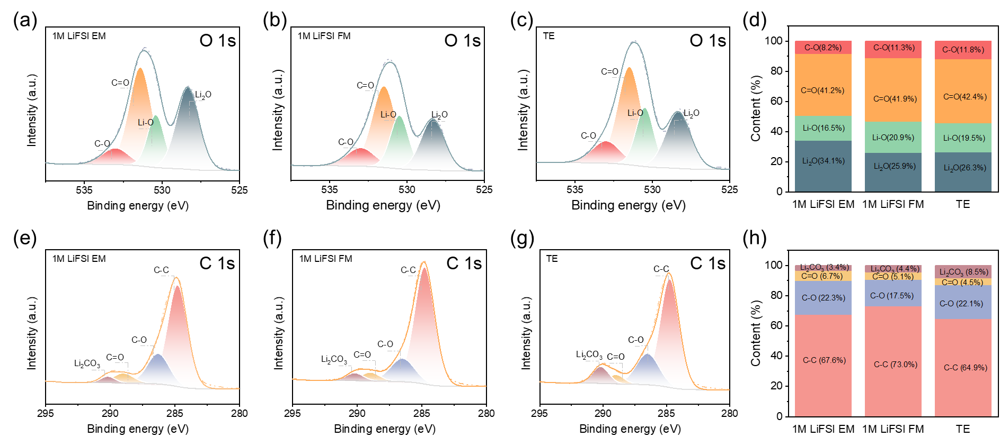 (a)
1M LiFSI EM
O 1s
C=O
Li₂O
Li-O
C-O
Intensity (a.u.)
535
530
525
Binding energy (eV)
(b)
1M LiFSI FM
O 1s
C=O
Li-O
Li₂O
C-O
Intensity (a.u.)
535
530
525
Binding energy (eV)
(c)
TE
O 1s
C=O
Li-O
Li₂O
C-O
Intensity (a.u.)
535
530
525
Binding energy (eV)
(d)
Content (%)
100
80
60
40
20
0
C-O(8.2%)
C=O(41.2%)
Li-O(16.5%)
Li₂O(34.1%)
C-O(11.3%)
C=O(41.9%)
Li-O(20.9%)
Li₂O(25.9%)
C-O(11.8%)
C=O(42.4%)
Li-O(19.5%)
Li₂O(26.3%)
1M LiFSI EM
1M LiFSI FM
TE
(e)
1M LiFSI EM
C 1s
C-C
C-O
C=O
Li₂CO₃
Intensity (a.u.)
295
290
285
280
Binding energy (eV)
(f)
1M LiFSI FM
C 1s
C-C
C-O
C=O
Li₂CO₃
Intensity (a.u.)
295
290
285
280
Binding energy (eV)
(g)
TE
C 1s
C-C
C-O
Li₂CO₃
C=O
Intensity (a.u.)
295
290
285
280
Binding energy (eV)
(h)
Content (%)
100
80
60
40
20
0
Li₂CO₃ (3.4%)
C=O (6.7%)
C-O (22.3%)
C-C (67.6%)
Li₂CO₃ (4.4%)
C=O (5.1%)
C-O (17.5%)
C-C (73.0%)
Li₂CO₃ (8.5%)
C=O (4.5%)
C-O (22.1%)
C-C (64.9%)
1M LiFSI EM
1M LiFSI FM
TE